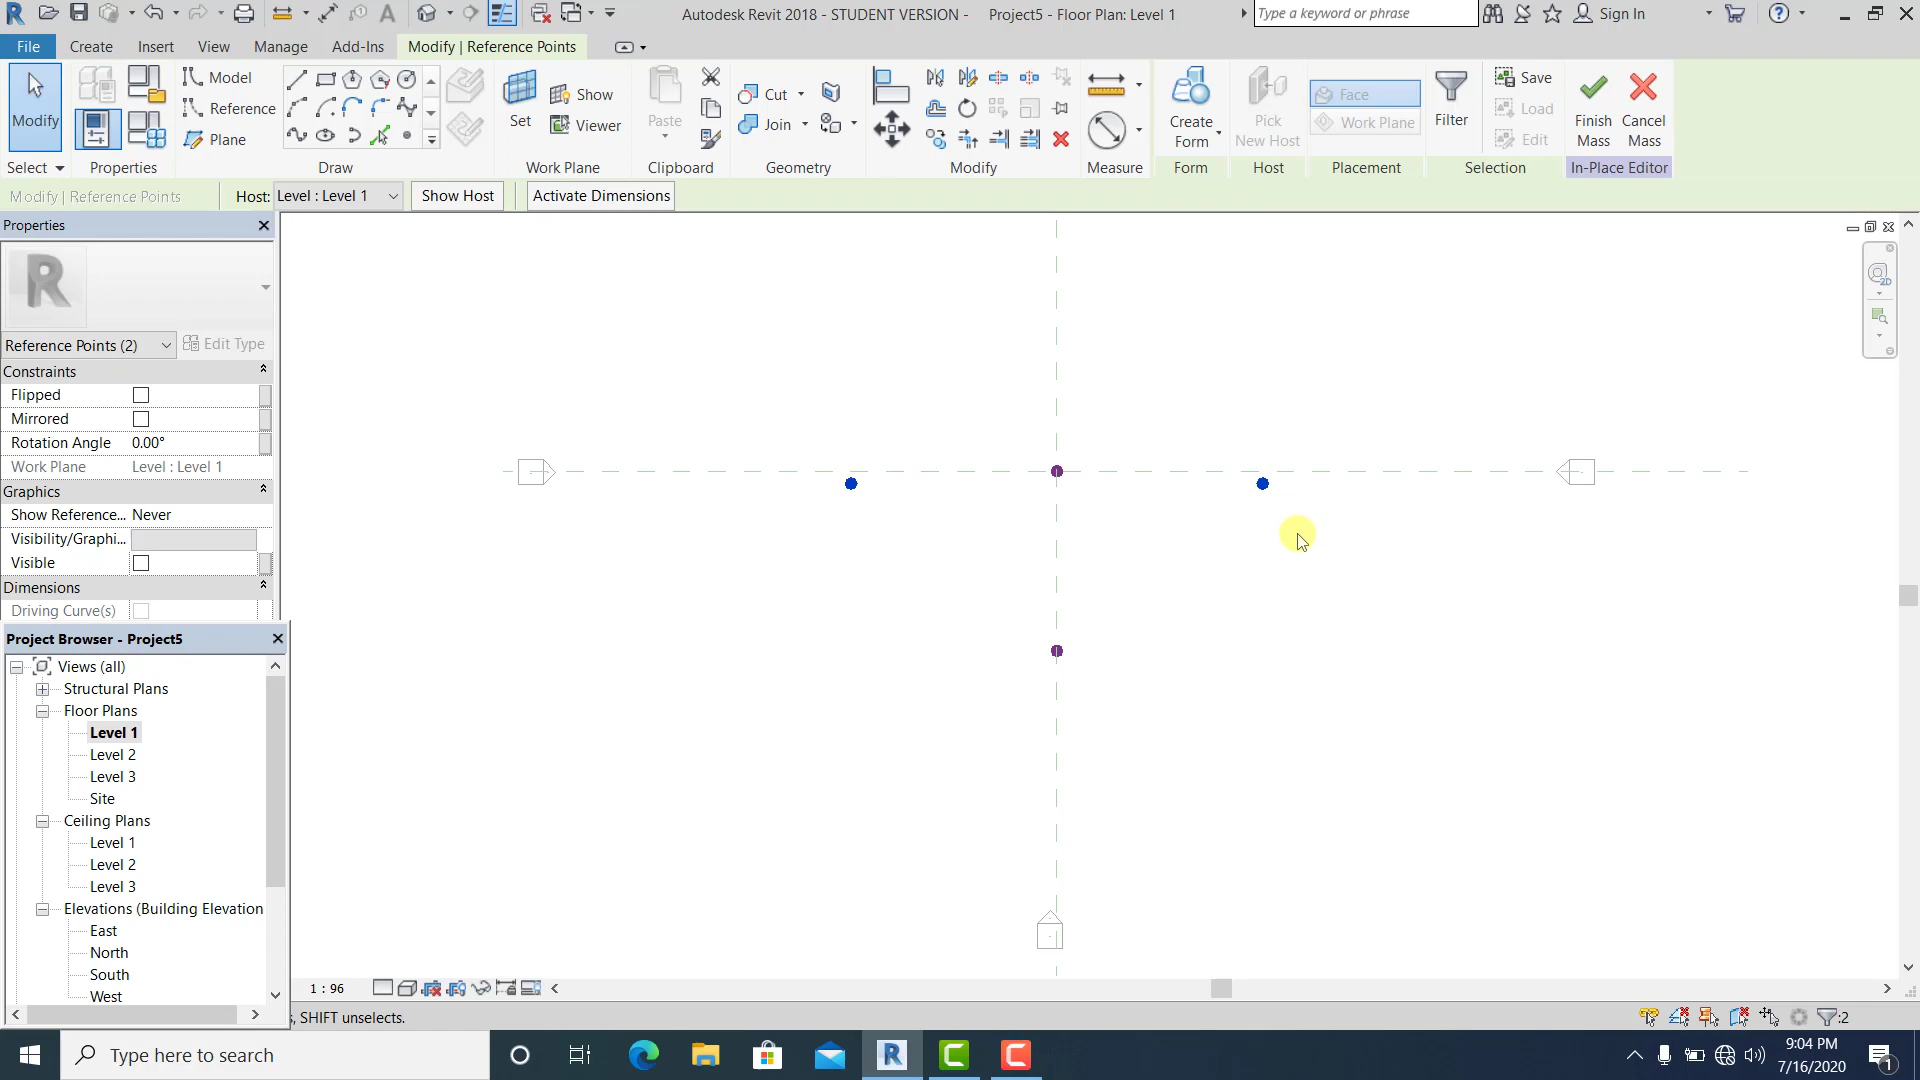 Autodesk Revit 2018 - STUDENT VERSION - Project5 - Floor Plan: Level 1
Type a keyword or phrase
Sign In
File Create Insert View Manage Add-Ins Modify | Reference Points
Modify
Model
Reference
Plane
Set
Show
Viewer
Paste
Cut
Join
Create
Form
Pick
New Host
Face
Work Plane
Filter
Save
Load
Edit
Finish
Mass
Cancel
Mass
Select Properties Draw Work Plane Clipboard Geometry Modify Measure Form Host Placement Selection In-Place Editor
Modify | Reference Points Host: Level : Level 1 Show Host Activate Dimensions
Properties
R
Reference Points (2) Edit Type
Constraints
Flipped
Mirrored
Rotation Angle 0.00°
Work Plane Level : Level 1
Graphics
Show Reference... Never
Visibility/Graphi...
Visible
Dimensions
Driving Curve(s)
Project Browser - Project5
Views (all)
Structural Plans
Floor Plans
Level 1
Level 2
Level 3
Site
Ceiling Plans
Level 1
Level 2
Level 3
Elevations (Building Elevation
East
North
South
West
2D
1 : 96
, SHIFT unselects.
:2
Type here to search
9:04 PM
7/16/2020
1